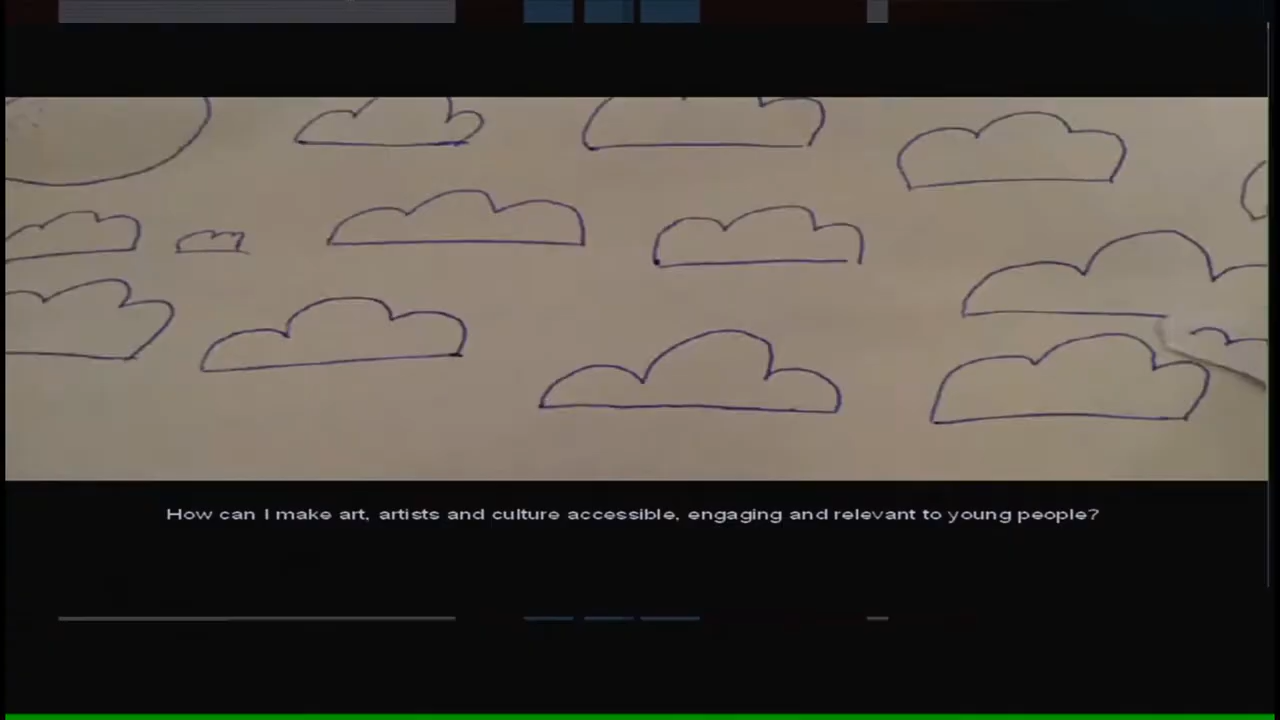 How can I make art, artists and culture accessible, engaging and relevant to young people?